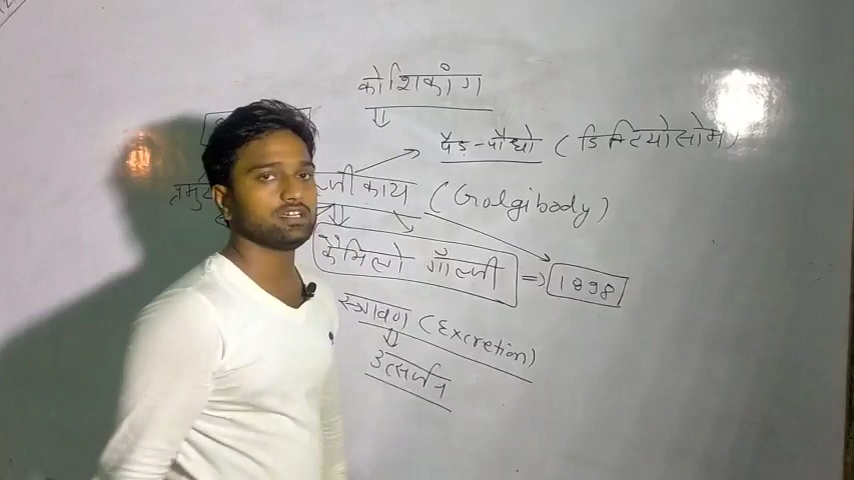 कोशिकांग
पैड़-पौधो (डिक्टियोसोम)
काय (Golgibody)
कैमिलो गॉल्जी => 1898
स्त्रावण (Excretion)
उत्सर्जन